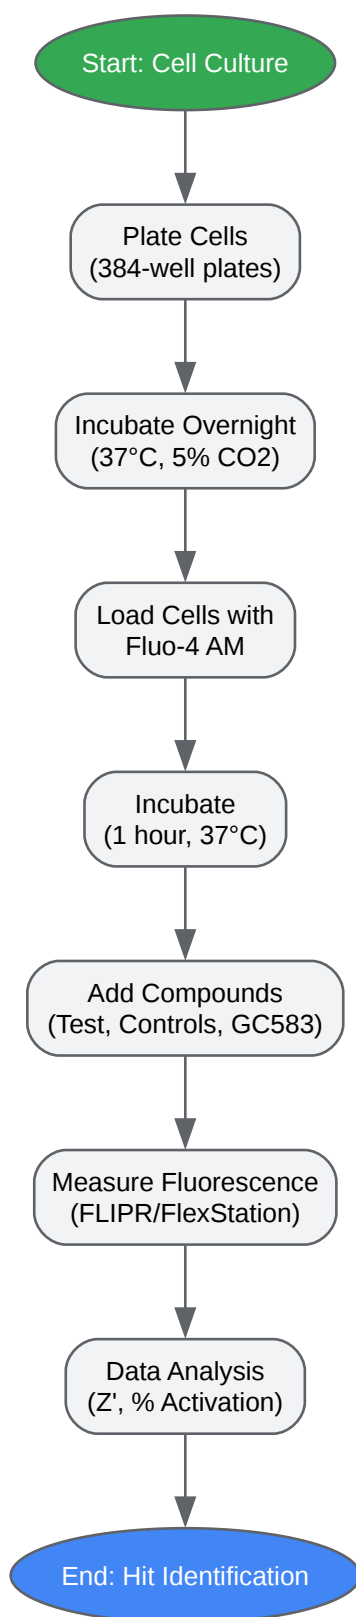 Start: Cell Culture
Plate Cells
(384-well plates)
Incubate Overnight
(37°C, 5% CO2)
Load Cells with
Fluo-4 AM
Incubate
(1 hour, 37°C)
Add Compounds
(Test, Controls, GC583)
Measure Fluorescence
(FLIPR/FlexStation)
Data Analysis
(Z', % Activation)
End: Hit Identification